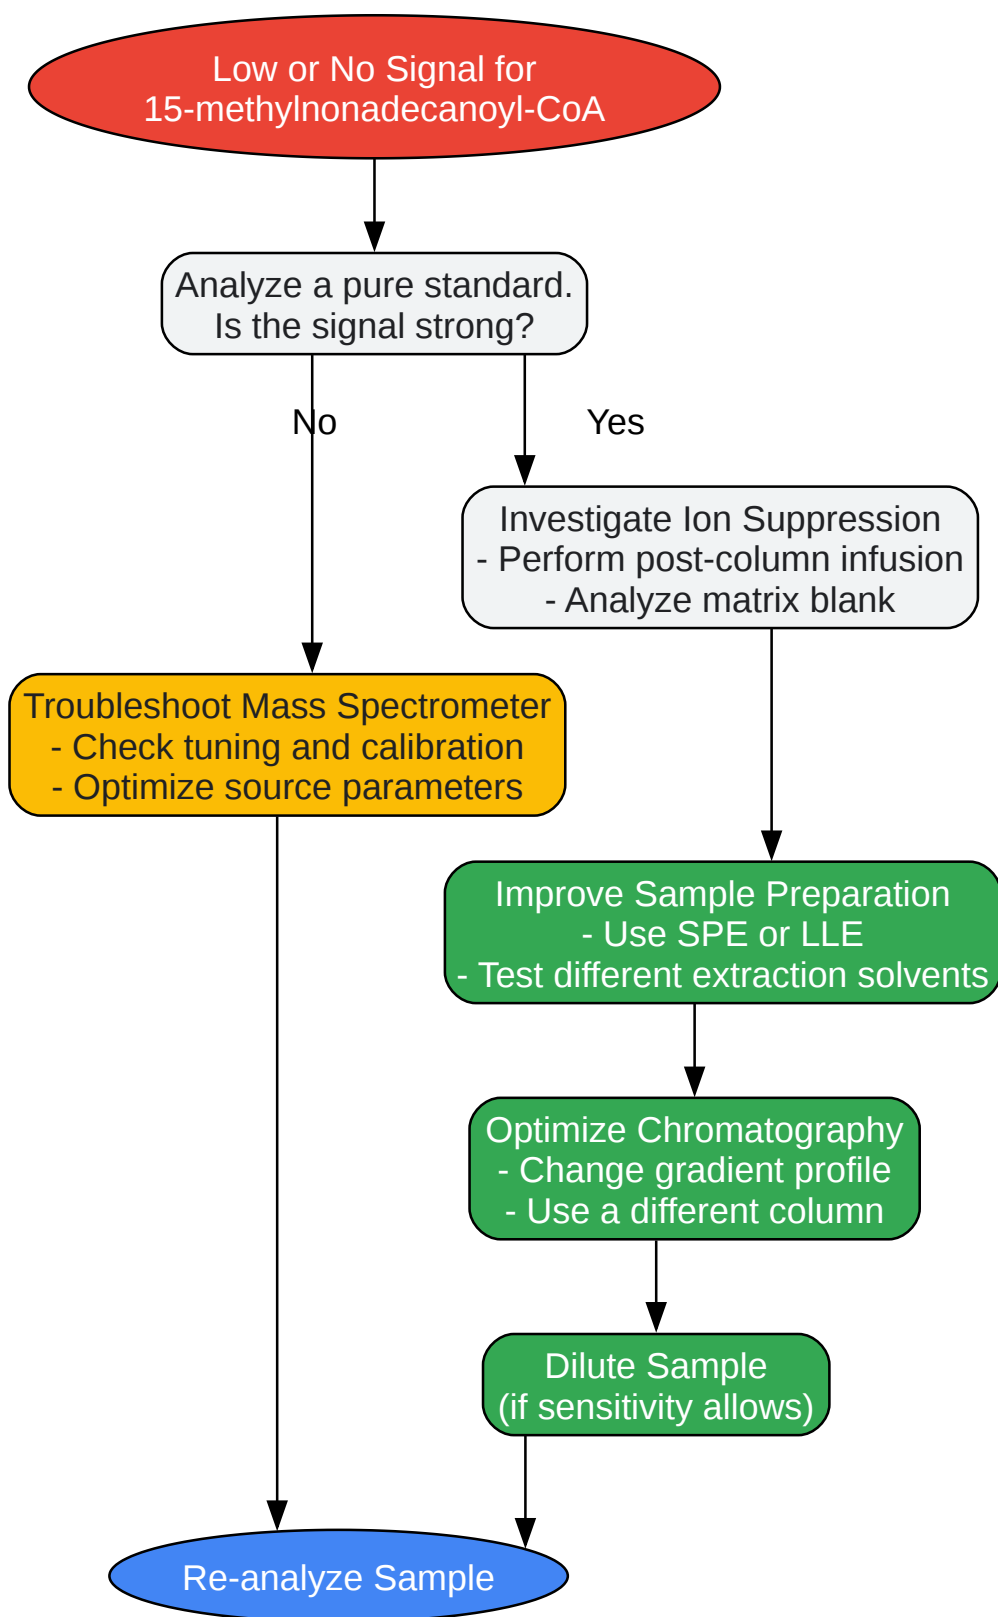 Low or No Signal for
15-methylnonadecanoyl-CoA
Analyze a pure standard.
Is the signal strong?
No
Yes
Investigate Ion Suppression
- Perform post-column infusion
- Analyze matrix blank
Troubleshoot Mass Spectrometer
- Check tuning and calibration
- Optimize source parameters
Improve Sample Preparation
- Use SPE or LLE
- Test different extraction solvents
Optimize Chromatography
- Change gradient profile
- Use a different column
Dilute Sample
(if sensitivity allows)
Re-analyze Sample